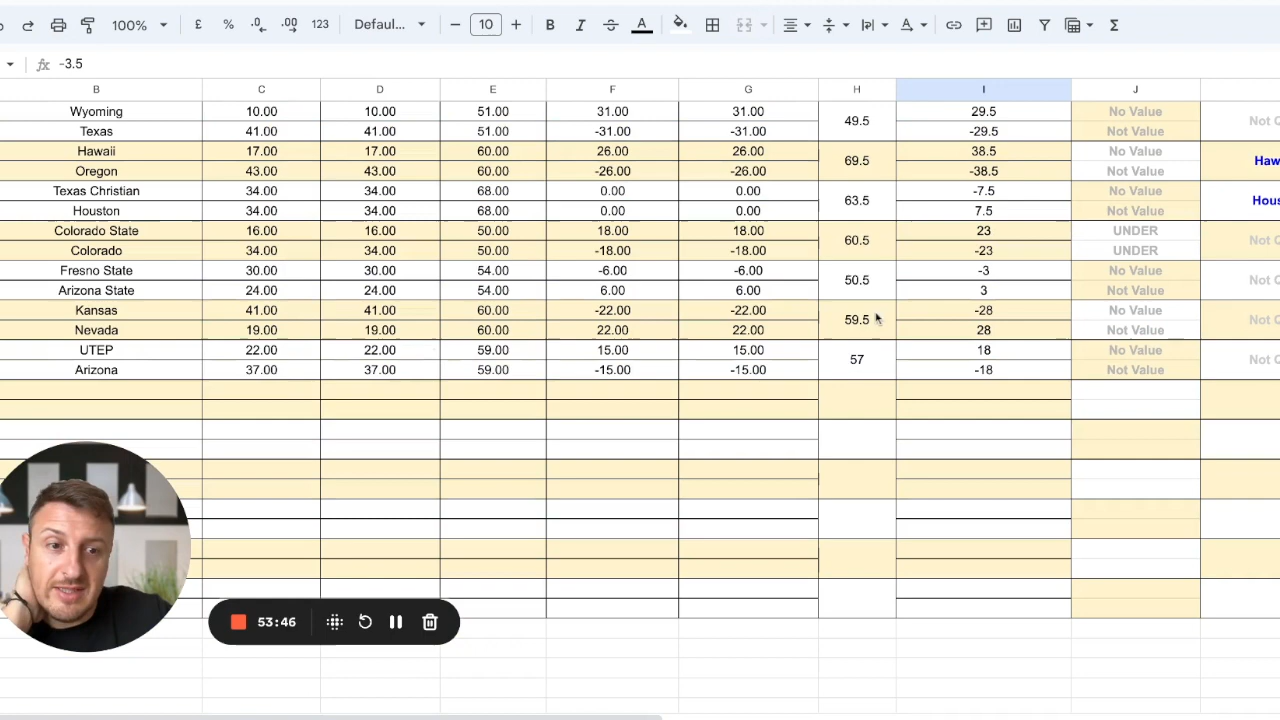 100% £ % .0 .00 123 Defaul... 10 B I A Σ
fx -3.5
B C D E F G H I J
Wyoming 10.00 10.00 51.00 31.00 31.00 49.5 29.5 No Value Not Q
Texas 41.00 41.00 51.00 -31.00 -31.00 -29.5 Not Value
Hawaii 17.00 17.00 60.00 26.00 26.00 69.5 38.5 No Value Haw
Oregon 43.00 43.00 60.00 -26.00 -26.00 -38.5 Not Value
Texas Christian 34.00 34.00 68.00 0.00 0.00 63.5 -7.5 No Value Hous
Houston 34.00 34.00 68.00 0.00 0.00 7.5 Not Value
Colorado State 16.00 16.00 50.00 18.00 18.00 60.5 23 UNDER Not Q
Colorado 34.00 34.00 50.00 -18.00 -18.00 -23 UNDER
Fresno State 30.00 30.00 54.00 -6.00 -6.00 50.5 -3 No Value Not Q
Arizona State 24.00 24.00 54.00 6.00 6.00 3 Not Value
Kansas 41.00 41.00 60.00 -22.00 -22.00 59.5 -28 No Value Not Q
Nevada 19.00 19.00 60.00 22.00 22.00 28 Not Value
UTEP 22.00 22.00 59.00 15.00 15.00 57 18 No Value Not Q
Arizona 37.00 37.00 59.00 -15.00 -15.00 -18 Not Value
53:46